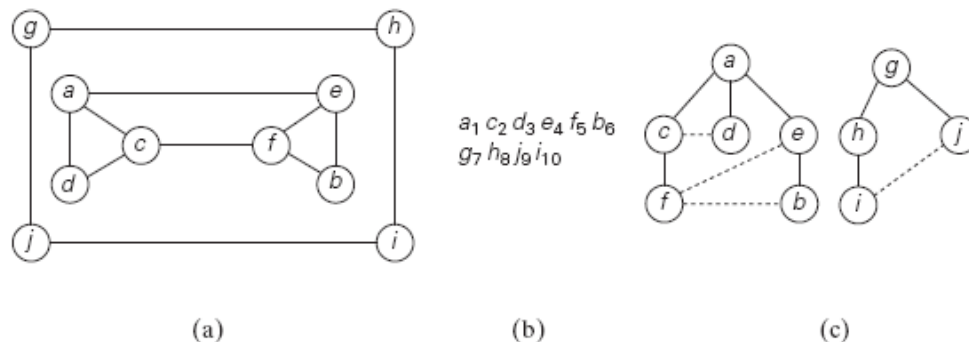 g h
a e
c f
d b
j i
a₁ c₂ d₃ e₄ f₅ b₆
g₇ h₈ j₉ i₁₀
a g
c d e h j
f b i
(a) (b) (c)